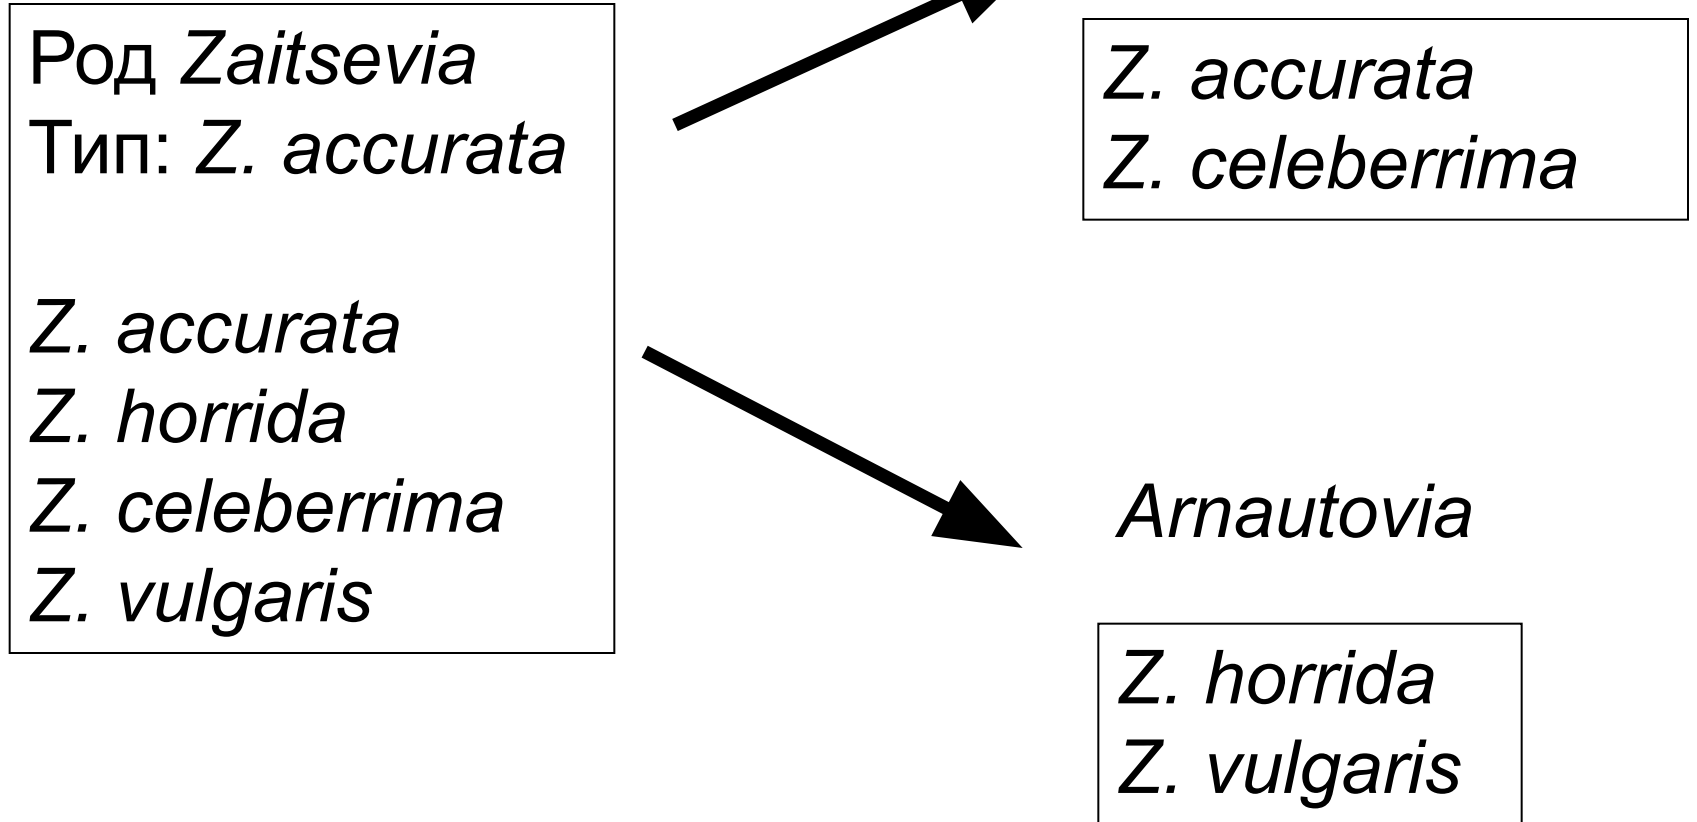 Род Zaitsevia
Тип: Z. accurata
Z. accurata
Z. horrida
Z. celeberrima
Z. vulgaris
Z. accurata
Z. celeberrima
Arnautovia
Z. horrida
Z. vulgaris